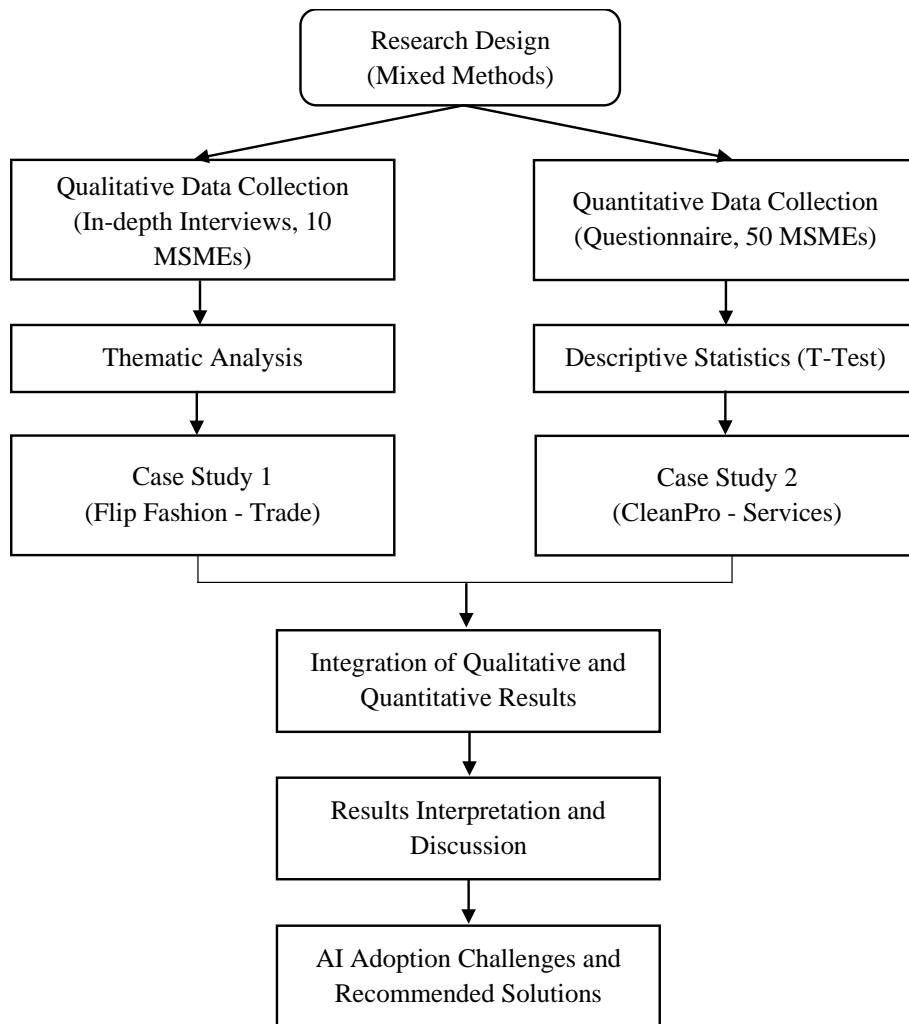 Research Design
(Mixed Methods)
Qualitative Data Collection
(In-depth Interviews, 10
MSMEs)
Quantitative Data Collection
(Questionnaire, 50 MSMEs)
Thematic Analysis
Descriptive Statistics (T-Test)
Case Study 1
(Flip Fashion - Trade)
Case Study 2
(CleanPro - Services)
Integration of Qualitative and
Quantitative Results
Results Interpretation and
Discussion
AI Adoption Challenges and
Recommended Solutions